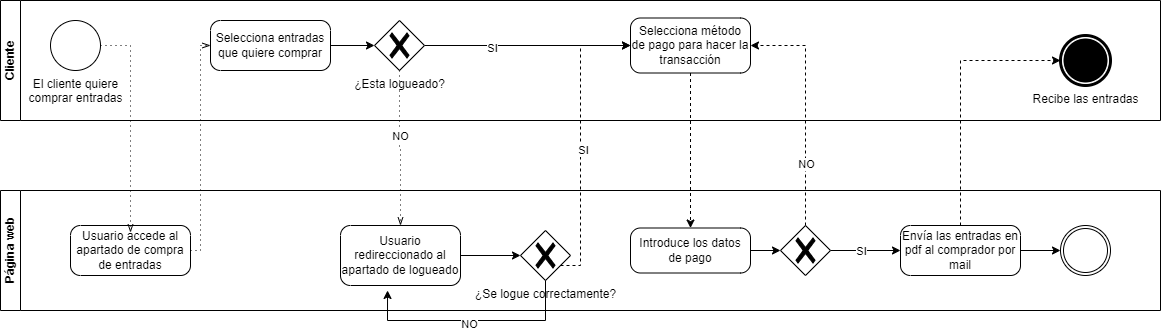 Cliente
El cliente quiere
comprar entradas
Selecciona entradas
que quiere comprar
¿Esta logueado?
SI
Selecciona método
de pago para hacer la
transacción
Recibe las entradas
NO
SI
NO
Página web
Usuario accede al
apartado de compra
de entradas
Usuario
redireccionado al
apartado de logueado
¿Se logue correctamente?
NO
Introduce los datos
de pago
SI
Envía las entradas en
pdf al comprador por
mail